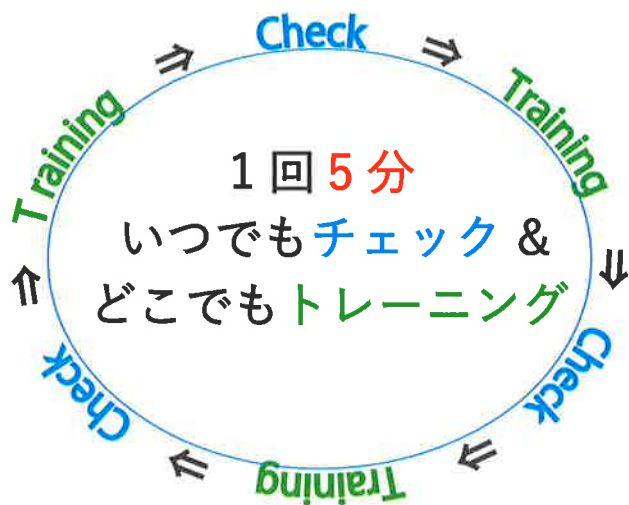 Check
⇒
Training
⇒
Check
⇒
Training
⇒
Check
⇒
Training
⇒
1回5分
いつでもチェック&
どこでもトレーニング